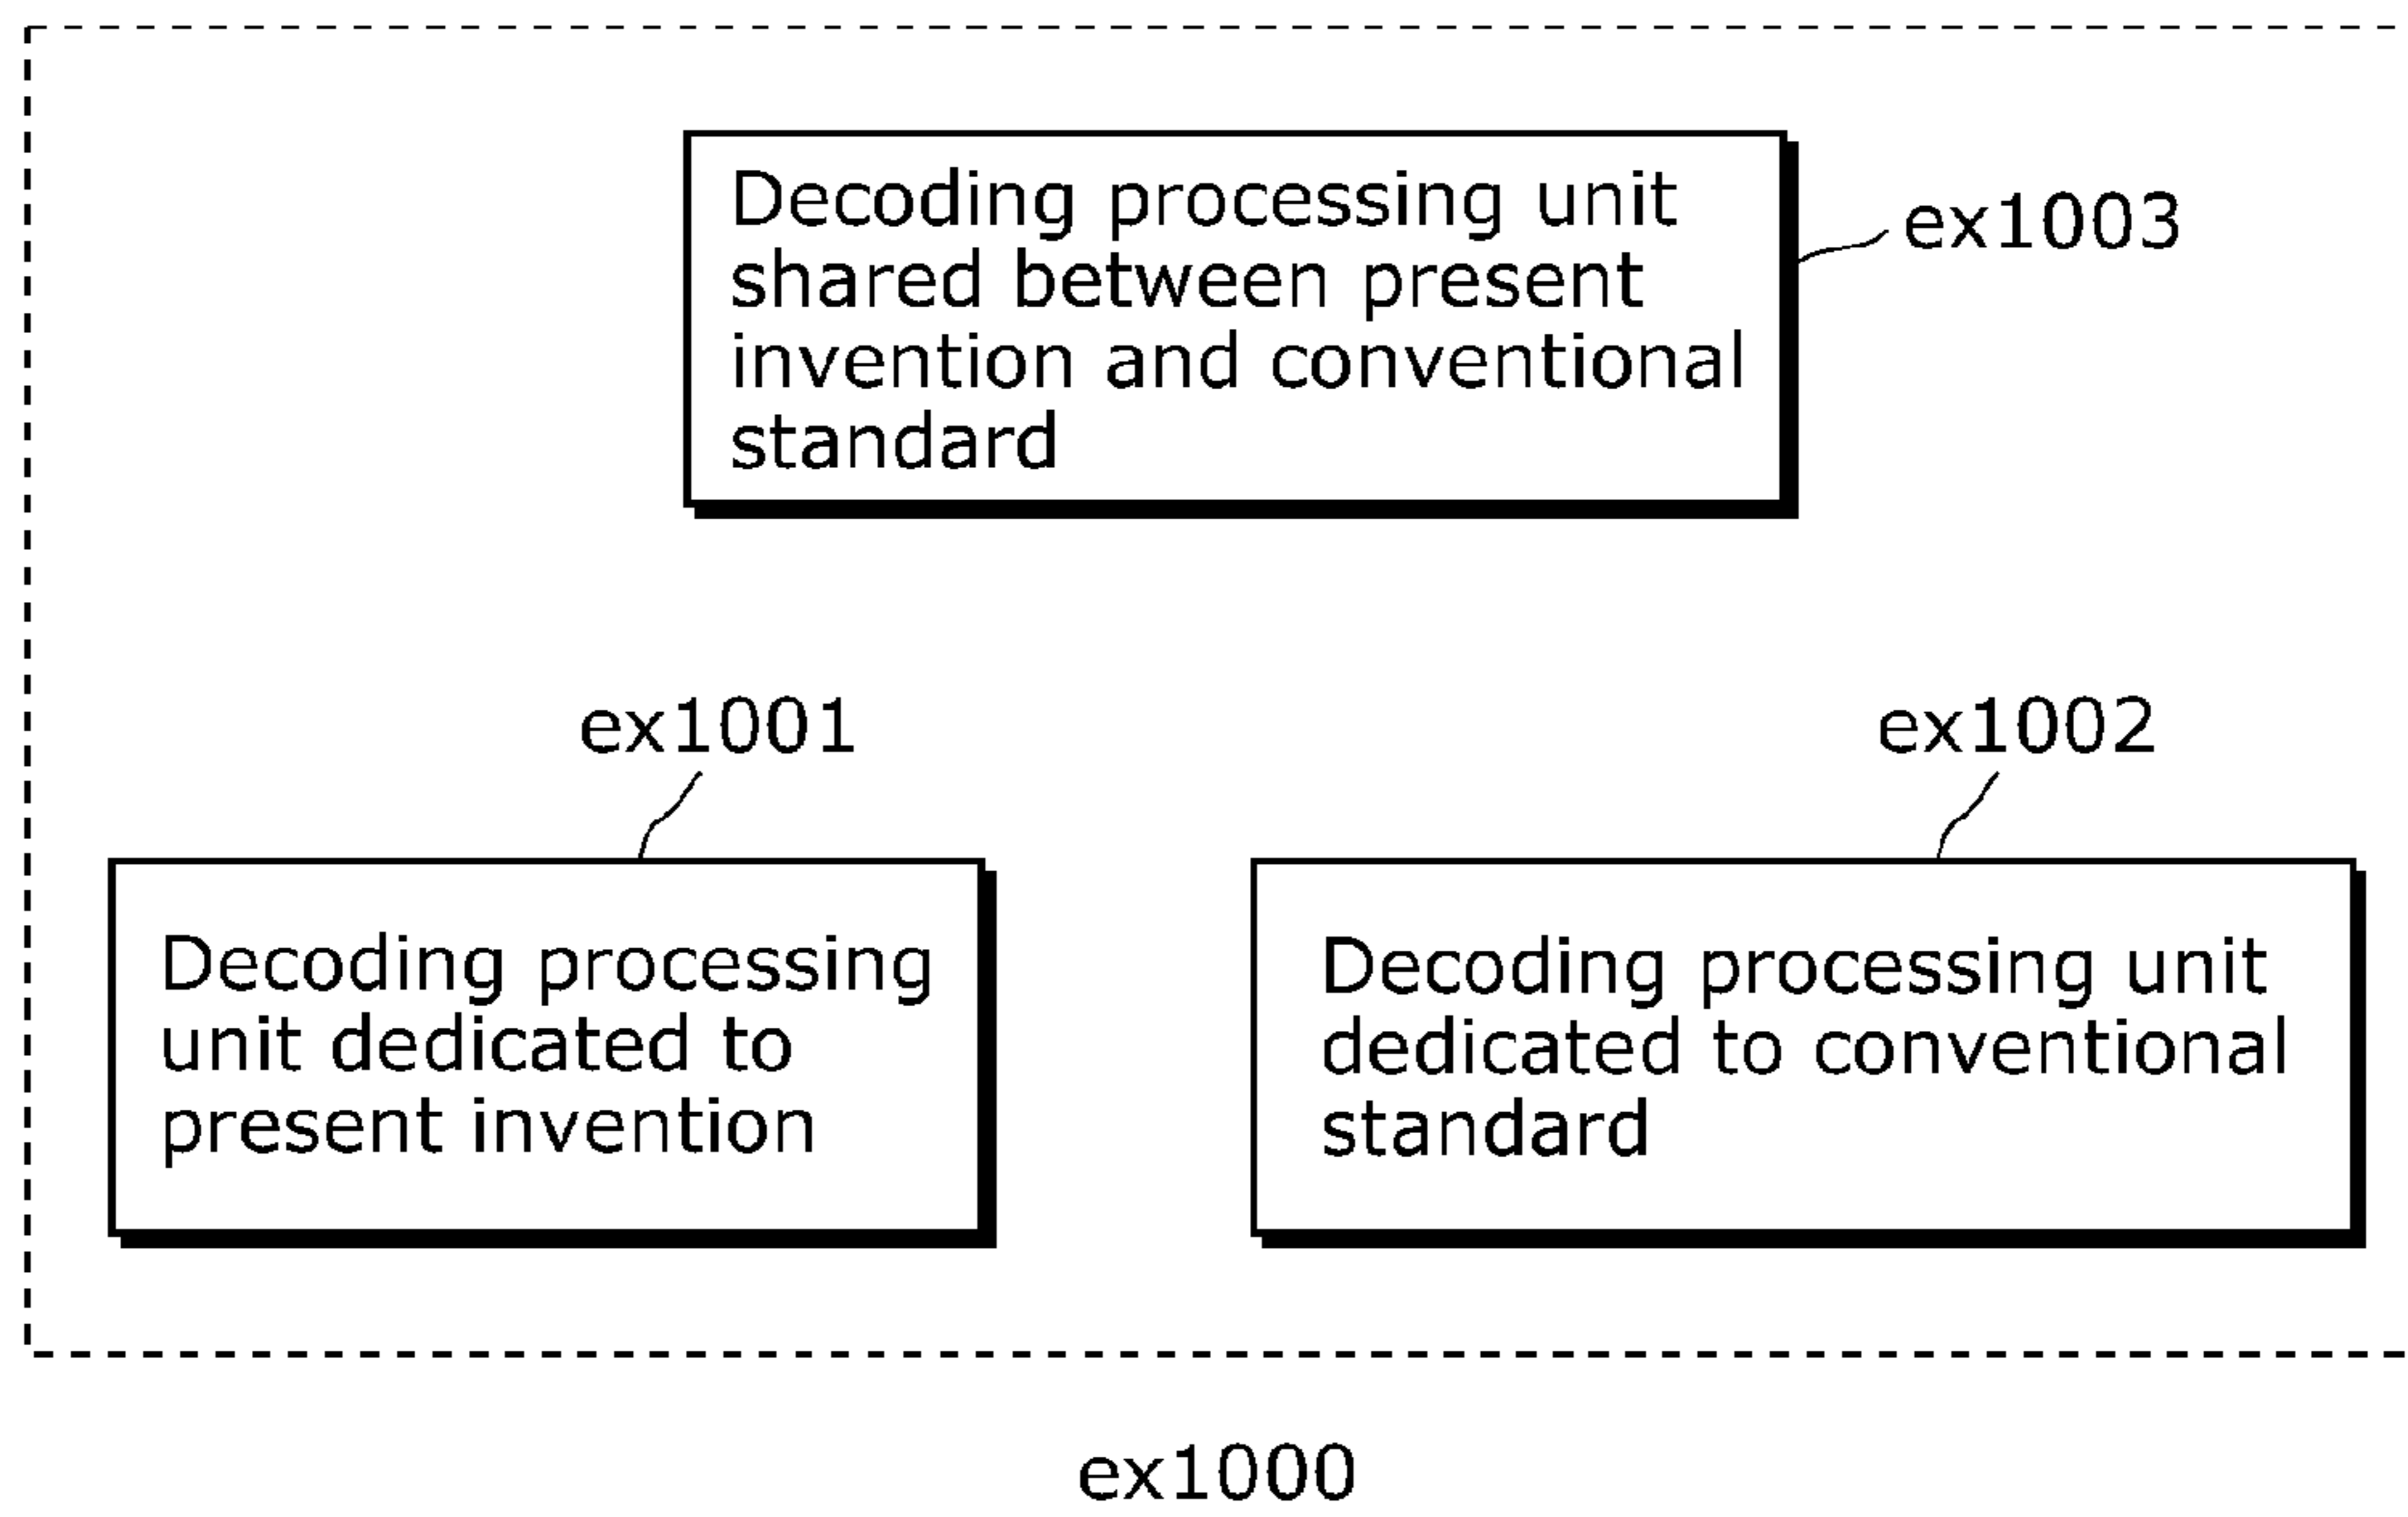 Decoding processing unit
shared between present
invention and conventional
standard
ex1003
ex1001
ex1002
Decoding processing
unit dedicated to
present invention
Decoding processing unit
dedicated to conventional
standard
ex1000